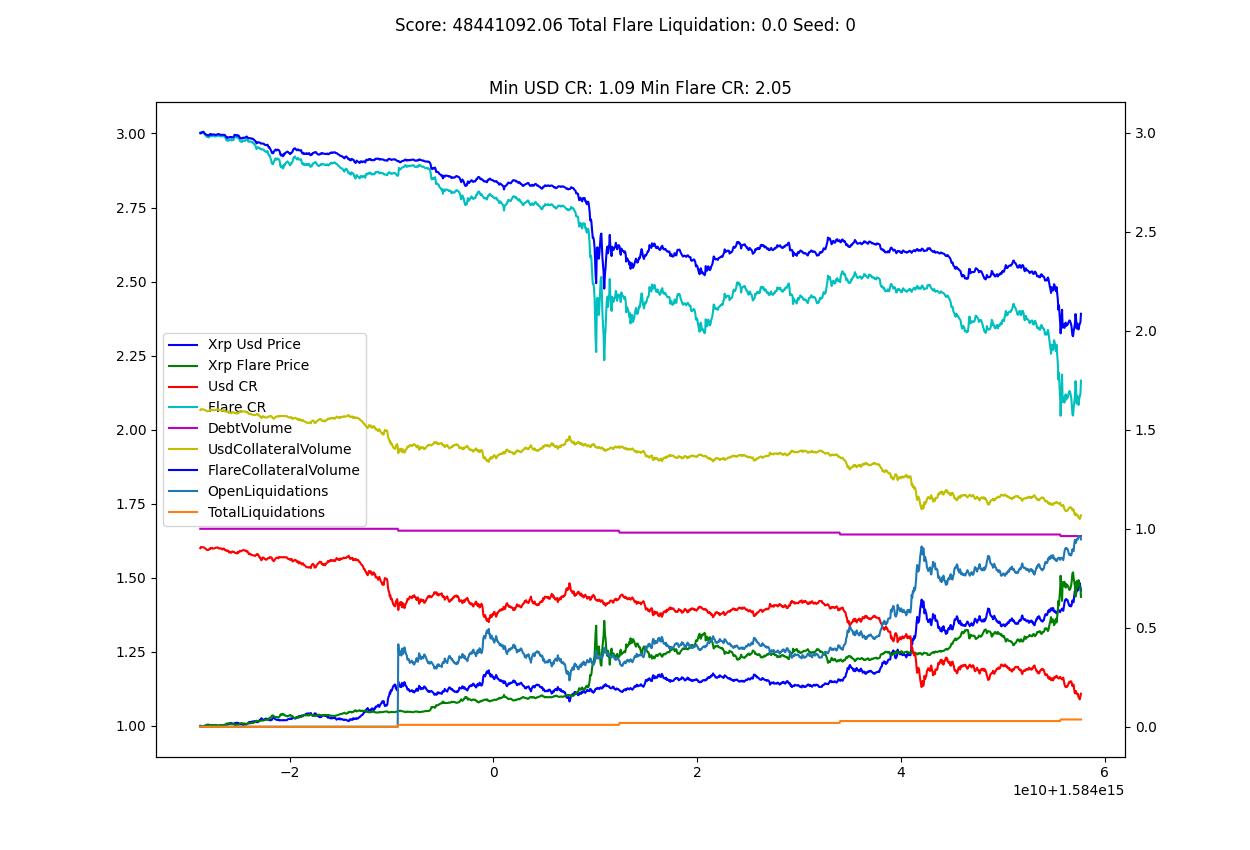 Score: 48441092.06 Total Flare Liquidation: 0.0 Seed: 0
Min USD CR: 1.09 Min Flare CR: 2.05
3.00
2.75
2.50
2.25
2.00
1.75
1.50
1.25
1.00
Xrp Usd Price
Xrp Flare Price
Usd CR
Flare CR
DebtVolume
UsdCollateralVolume
FlareCollateralVolume
OpenLiquidations
TotalLiquidations
3.0
2.5
2.0
1.5
1.0
0.5
0.0
−2 0 2 4 6
1e10+1.584e15